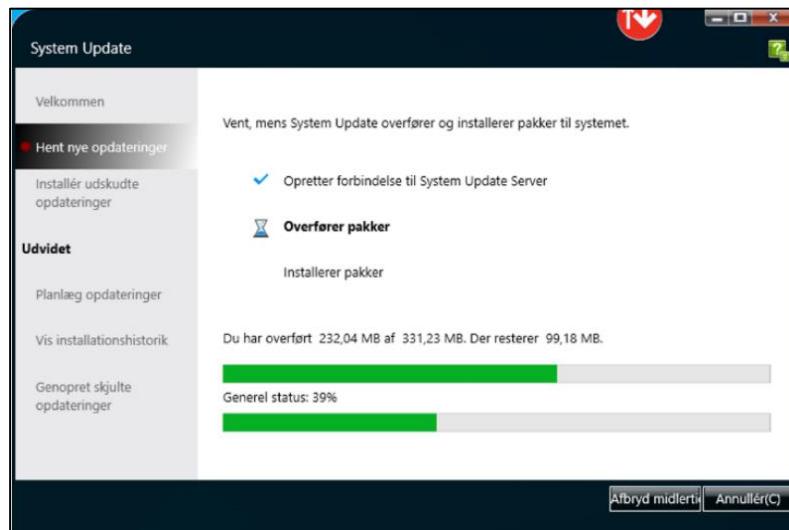 System Update
Velkommen
Hent nye opdateringer
Installér udskudte
opdateringer
Udvidet
Planlæg opdateringer
Vis installationshistorik
Genopret skjulte
opdateringer
Vent, mens System Update overfører og installerer pakker til systemet.
Opretter forbindelse til System Update Server
Overfører pakker
Installerer pakker
Du har overført 232,04 MB af 331,23 MB. Der resterer 99,18 MB.
Generel status: 39%
Afbryd midlerti
Annullér(C)